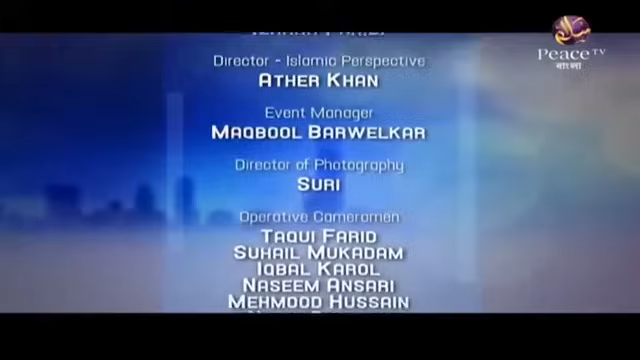 Peace TV
বাংলা
Director - Islamic Perspective
ATHER KHAN
Event Manager
MAQBOOL BARWELKAR
Director of Photography
SURI
Operative Cameramen
TAQUI FARID
SUHAIL MUKADAM
IQBAL KAROL
NASEEM ANSARI
MEHMOOD HUSSAIN